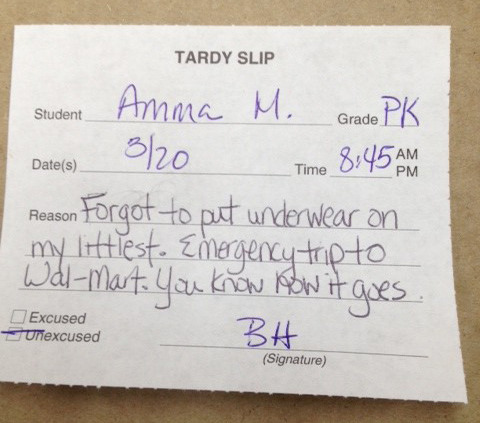 TARDY SLIP
Student Amma M. Grade PK
Date(s) 3/20 Time 8:45 AM
PM
Reason Forgot to put underwear on
my littlest. Emergency trip to
Wal-Mart. You know how it goes.
Excused
Unexcused BH
(Signature)